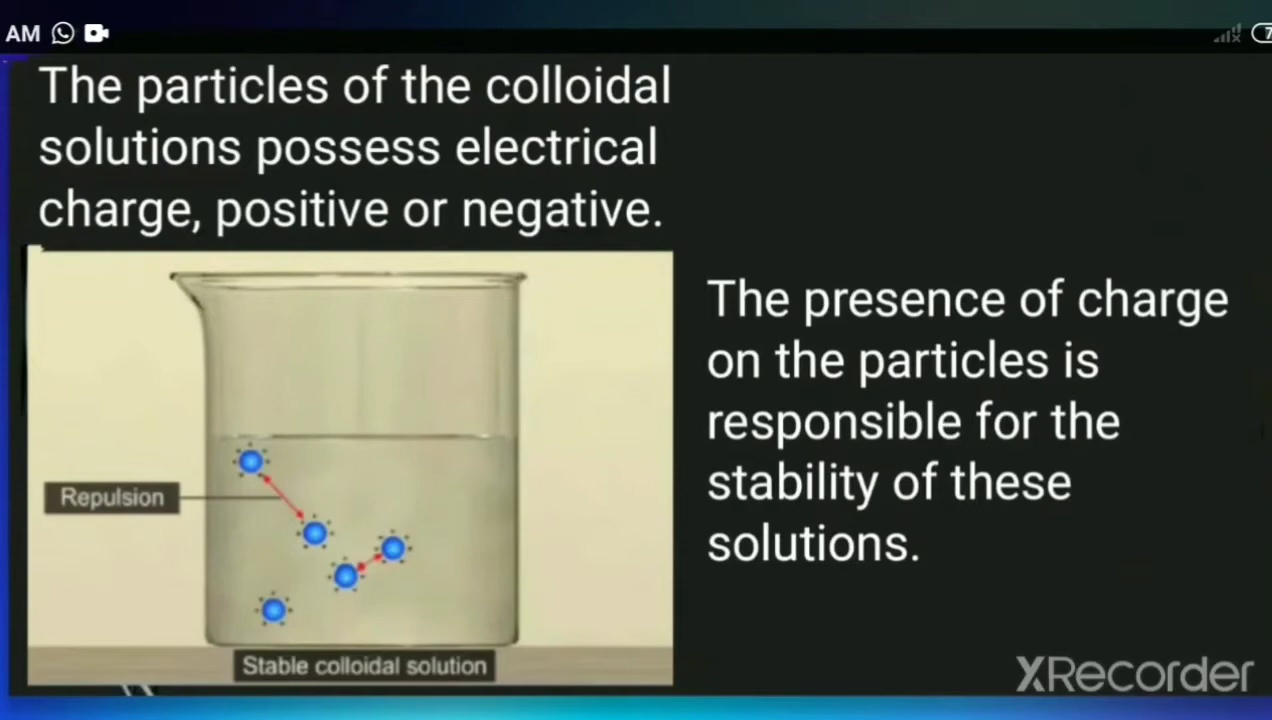 AM
7
The particles of the colloidal
solutions possess electrical
charge, positive or negative.
The presence of charge
on the particles is
responsible for the
stability of these
solutions.
Repulsion
Stable colloidal solution
XRecorder